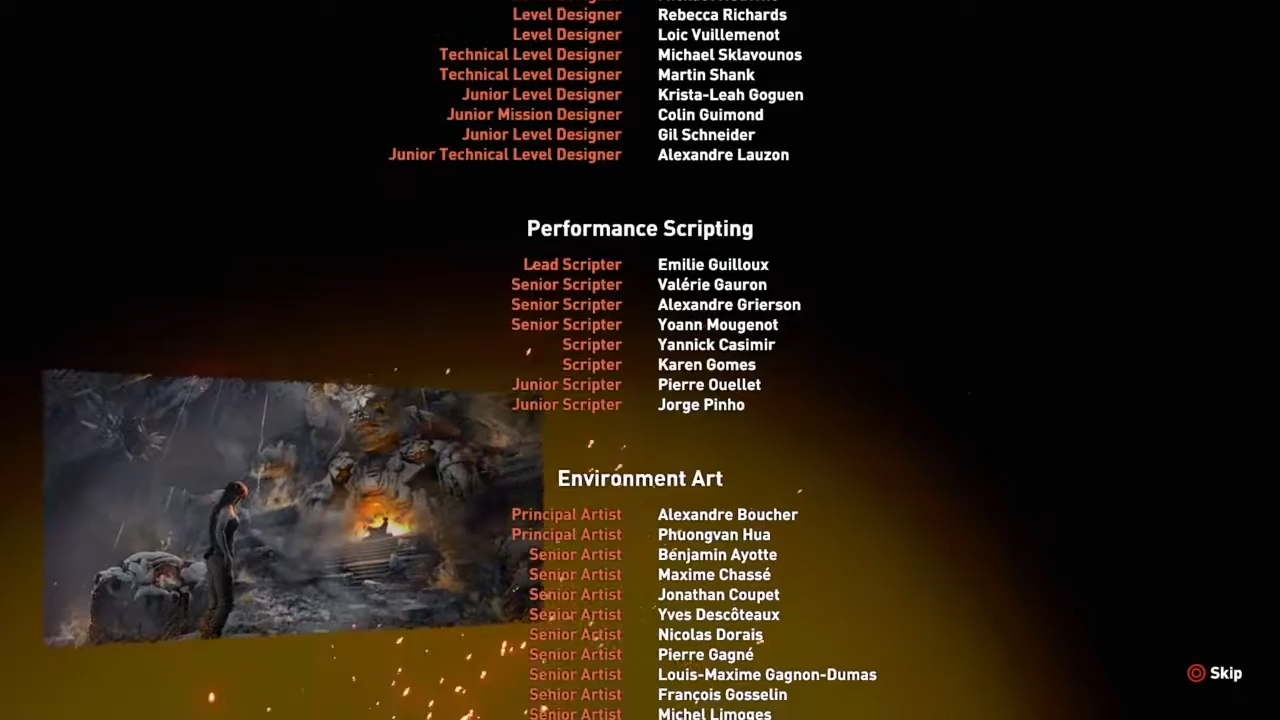 Level Designer Rebecca Richards
Level Designer Loic Vuillemenot
Technical Level Designer Michael Sklavounos
Technical Level Designer Martin Shank
Junior Level Designer Krista-Leah Goguen
Junior Mission Designer Colin Guimond
Junior Level Designer Gil Schneider
Junior Technical Level Designer Alexandre Lauzon
Performance Scripting
Lead Scripter Emilie Guilloux
Senior Scripter Valérie Gauron
Senior Scripter Alexandre Grierson
Senior Scripter Yoann Mougenot
Scripter Yannick Casimir
Scripter Karen Gomes
Junior Scripter Pierre Ouellet
Junior Scripter Jorge Pinho
Environment Art
Principal Artist Alexandre Boucher
Principal Artist Phuongvan Hua
Senior Artist Benjamin Ayotte
Senior Artist Maxime Chassé
Senior Artist Jonathan Coupet
Senior Artist Yves Descôteaux
Senior Artist Nicolas Dorais
Senior Artist Pierre Gagné
Senior Artist Louis-Maxime Gagnon-Dumas
Skip
Senior Artist François Gosselin
Senior Artist Michel Limoges